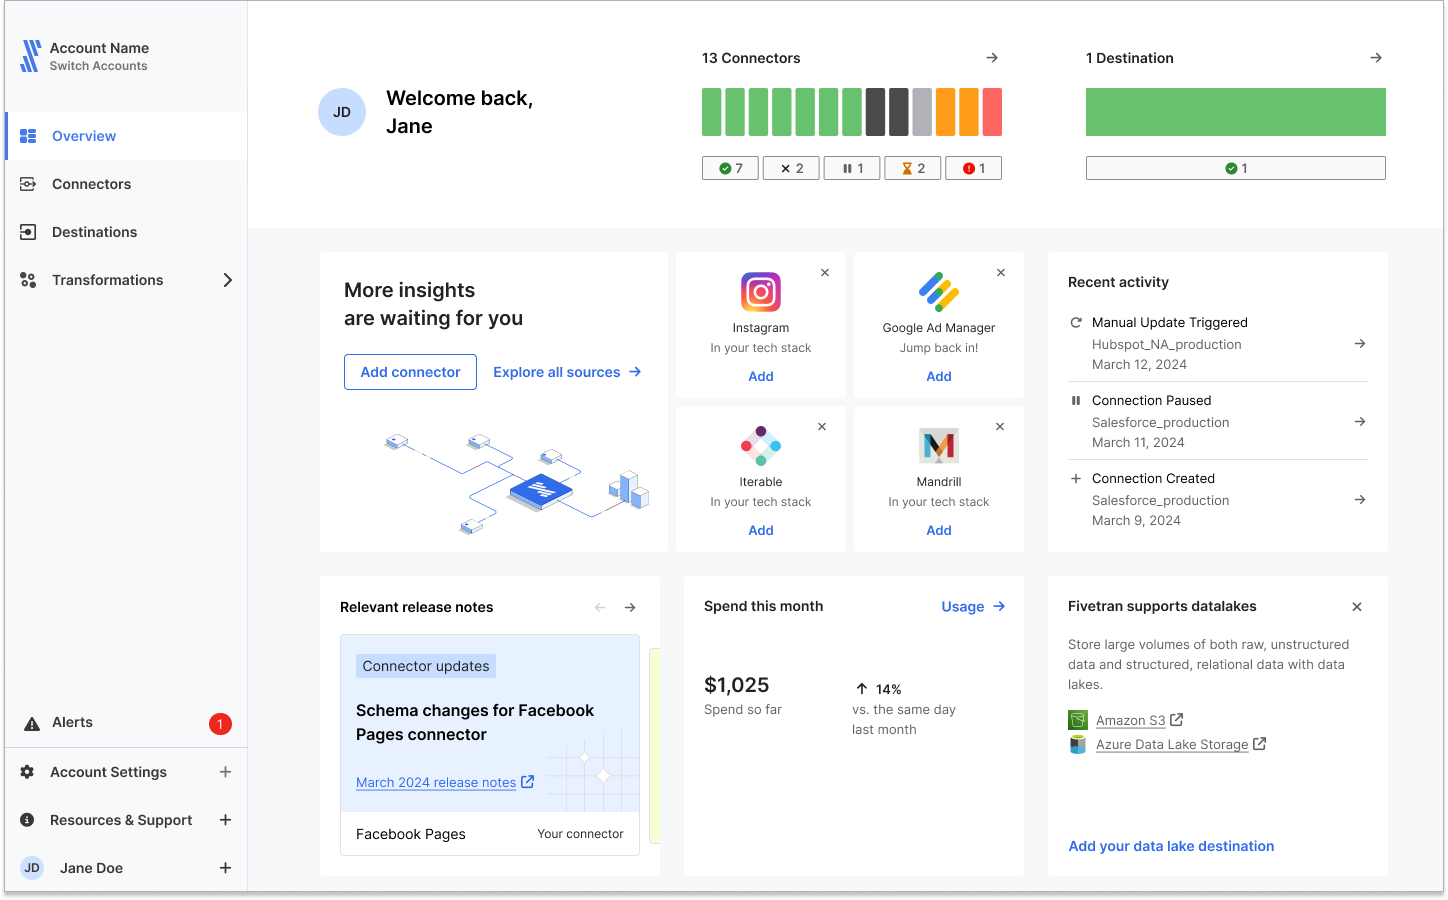 Account Name
Switch Accounts
Overview
Connectors
Destinations
Transformations
Alerts
1
Account Settings
Resources & Support
JD
Jane Doe
JD
Welcome back,
Jane
13 Connectors
7
2
1
2
1
1 Destination
1
More insights
are waiting for you
Add connector
Explore all sources
Instagram
In your tech stack
Add
Google Ad Manager
Jump back in!
Add
Iterable
In your tech stack
Add
Mandrill
In your tech stack
Add
Recent activity
Manual Update Triggered
Hubspot_NA_production
March 12, 2024
Connection Paused
Salesforce_production
March 11, 2024
Connection Created
Salesforce_production
March 9, 2024
Relevant release notes
Connector updates
Schema changes for Facebook
Pages connector
March 2024 release notes
Facebook Pages
Your connector
Spend this month
Usage
$1,025
Spend so far
14%
vs. the same day
last month
Fivetran supports datalakes
Store large volumes of both raw, unstructured
data and structured, relational data with data
lakes.
Amazon S3
Azure Data Lake Storage
Add your data lake destination